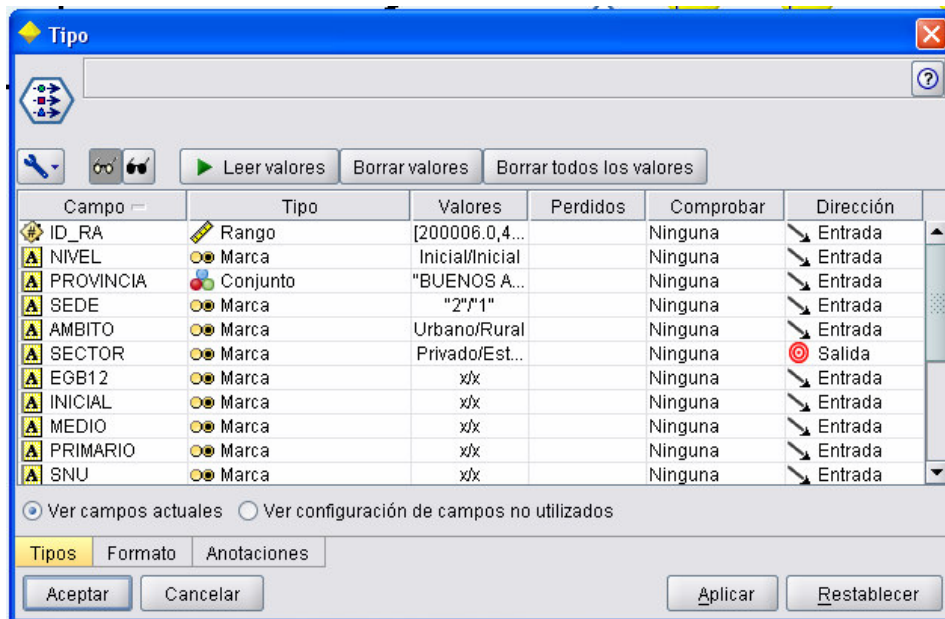 Tipo
Leer valores Borrar valores Borrar todos los valores
Campo Tipo Valores Perdidos Comprobar Dirección
ID_RA Rango [200006.0,4... Ninguna Entrada
A NIVEL Marca Inicial/Inicial Ninguna Entrada
A PROVINCIA Conjunto "BUENOS A... Ninguna Entrada
A SEDE Marca "2"/"1" Ninguna Entrada
A AMBITO Marca Urbano/Rural Ninguna Entrada
A SECTOR Marca Privado/Est... Ninguna Salida
A EGB12 Marca x/x Ninguna Entrada
A INICIAL Marca x/x Ninguna Entrada
A MEDIO Marca x/x Ninguna Entrada
A PRIMARIO Marca x/x Ninguna Entrada
A SNU Marca x/x Ninguna Entrada
Ver campos actuales Ver configuración de campos no utilizados
Tipos Formato Anotaciones
Aceptar Cancelar Aplicar Restablecer